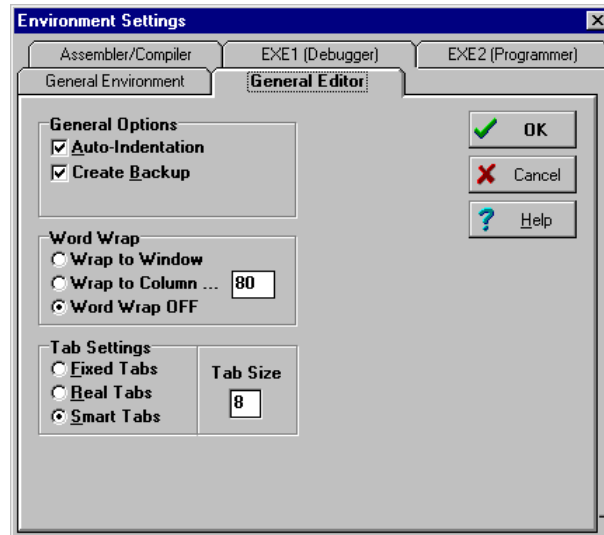 Environment Settings
Assembler/Compiler
EXE1 (Debugger)
EXE2 (Programmer)
General Environment
General Editor
General Options
Auto-Indentation
Create Backup
Word Wrap
Wrap to Window
Wrap to Column ... 80
Word Wrap OFF
Tab Settings
Fixed Tabs
Real Tabs
Smart Tabs
Tab Size
8
OK
Cancel
Help